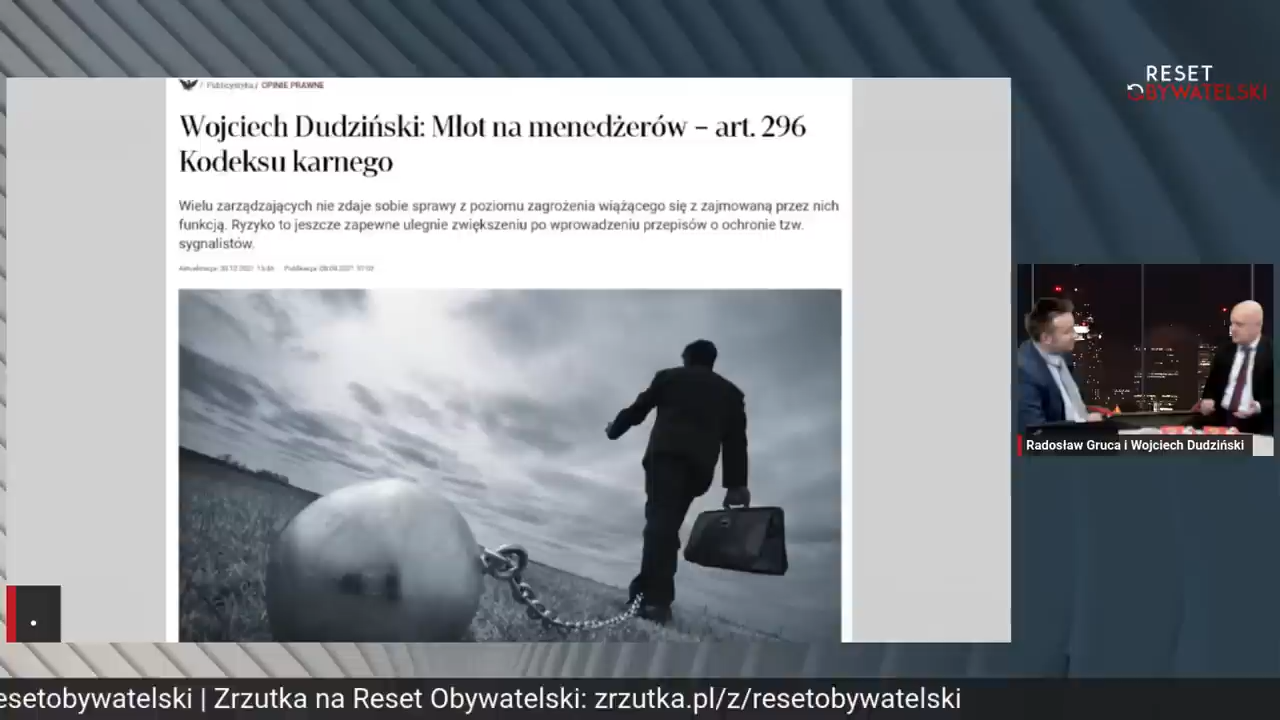 / Publicystyka / OPINIE PRAWNE
Wojciech Dudziński: Młot na menedżerów – art. 296
Kodeksu karnego
Wielu zarządzających nie zdaje sobie sprawy z poziomu zagrożenia wiążącego się z zajmowaną przez nich
funkcją. Ryzyko to jeszcze zapewne ulegnie zwiększeniu po wprowadzeniu przepisów o ochronie tzw.
sygnalistów.
RESET
OBYWATELSKI
Radosław Gruca i Wojciech Dudziński
.
esetobywatelski | Zrzutka na Reset Obywatelski: zrzutka.pl/z/resetobywatelski